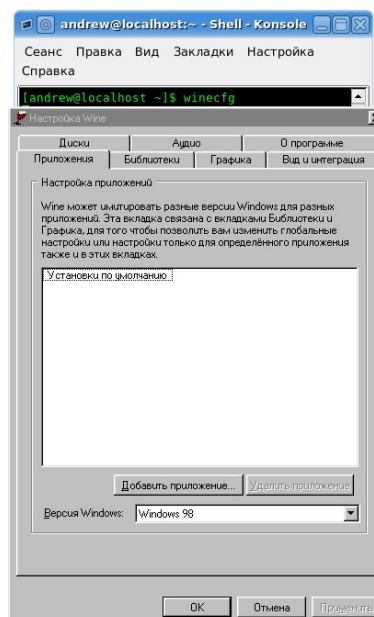 andrew@localhost:~ - Shell - Konsole
Сеанс Правка Вид Закладки Настройка
Справка
[andrew@localhost ~]$ winecfg
Настройка Wine
Диски Аудио О программе
Приложения Библиотеки Графика Вид и интеграция
Настройка приложений
Wine может имитировать разные версии Windows для разных
приложений. Эта вкладка связана с вкладками Библиотеки и
Графика, для того чтобы позволить вам изменить глобальные
настройки или настройки только для определённого приложения
также и в этих вкладках.
Установки по умолчанию
Добавить приложение... Удалить приложение
Версия Windows: Windows 98
OK Отмена Применить